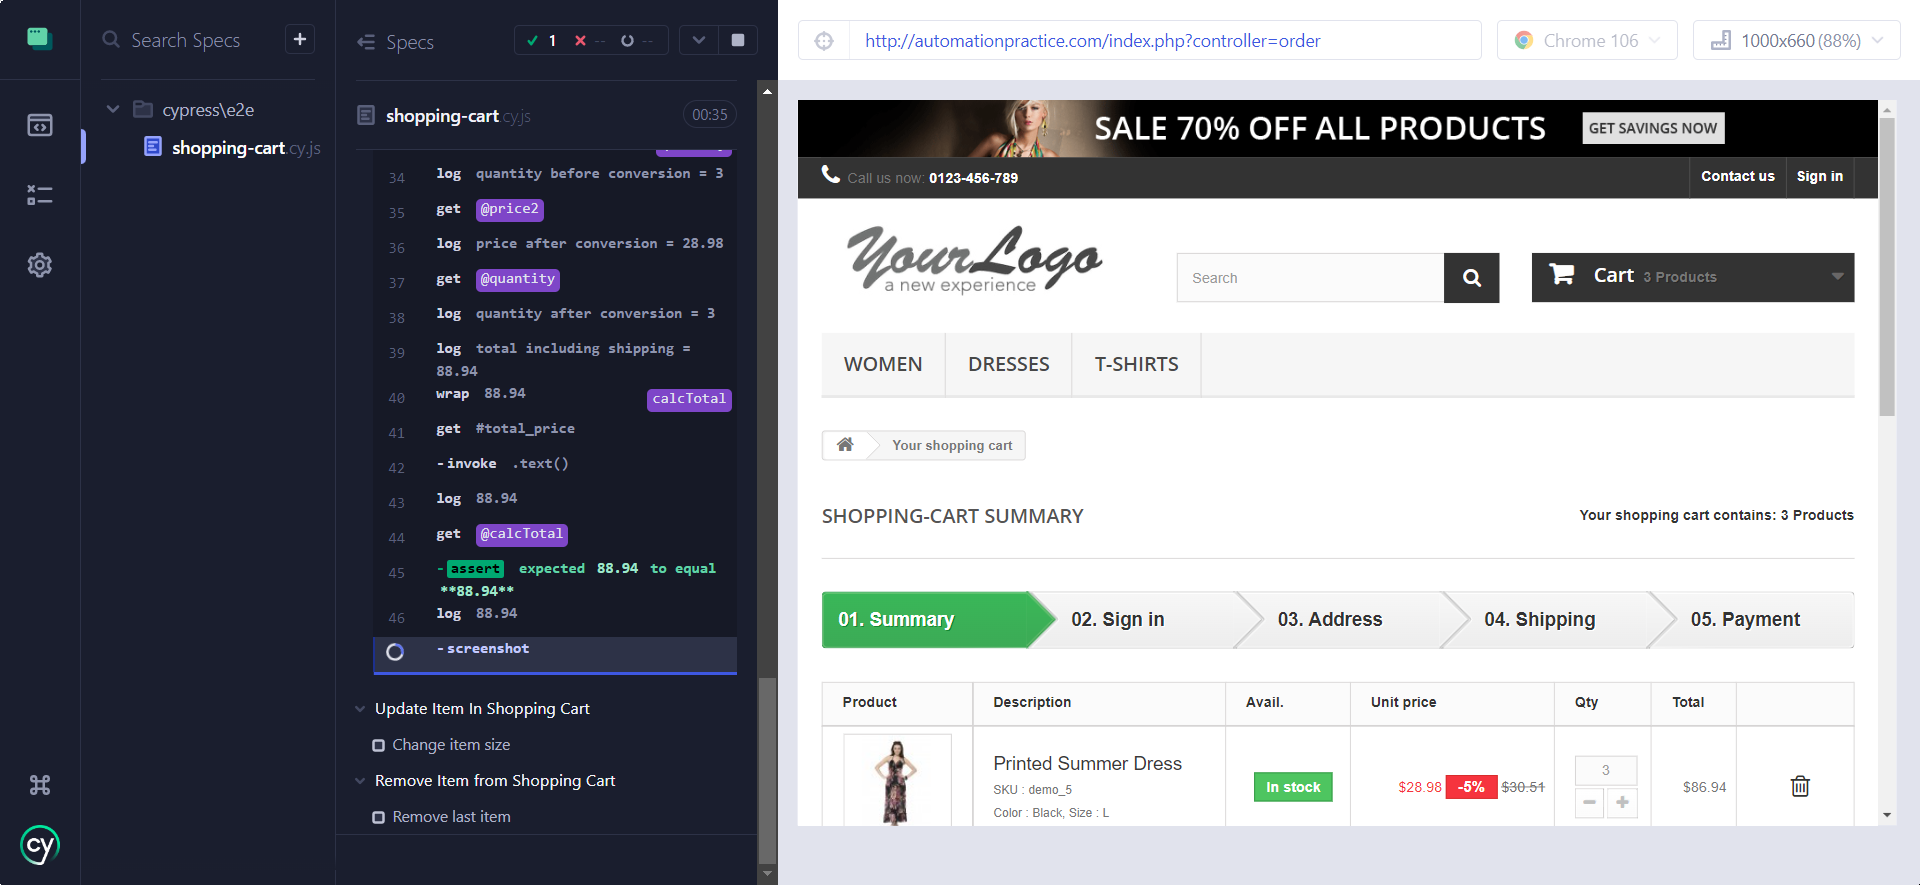 Search Specs
+
cypress\e2e
shopping-cart.cy.js
cy
Specs
1 -- --
shopping-cart cy.js
00:35
34 log quantity before conversion = 3
35 get @price2
36 log price after conversion = 28.98
37 get @quantity
38 log quantity after conversion = 3
39 log total including shipping =
88.94
40 wrap 88.94 calcTotal
41 get #total_price
42 -invoke .text()
43 log 88.94
44 get @calcTotal
45 -assert expected 88.94 to equal
**88.94**
46 log 88.94
-screenshot
Update Item In Shopping Cart
Change item size
Remove Item from Shopping Cart
Remove last item
http://automationpractice.com/index.php?controller=order
Chrome 106
1000x660 (88%)
SALE 70% OFF ALL PRODUCTS
GET SAVINGS NOW
Call us now: 0123-456-789
Contact us
Sign in
Your Logo
a new experience
Search
Cart 3 Products
WOMEN
DRESSES
T-SHIRTS
Your shopping cart
SHOPPING-CART SUMMARY
Your shopping cart contains: 3 Products
01. Summary
02. Sign in
03. Address
04. Shipping
05. Payment
Product Description Avail. Unit price Qty Total
Printed Summer Dress
SKU : demo_5
Color : Black, Size : L
In stock
$28.98 -5% $30.51
3
$86.94